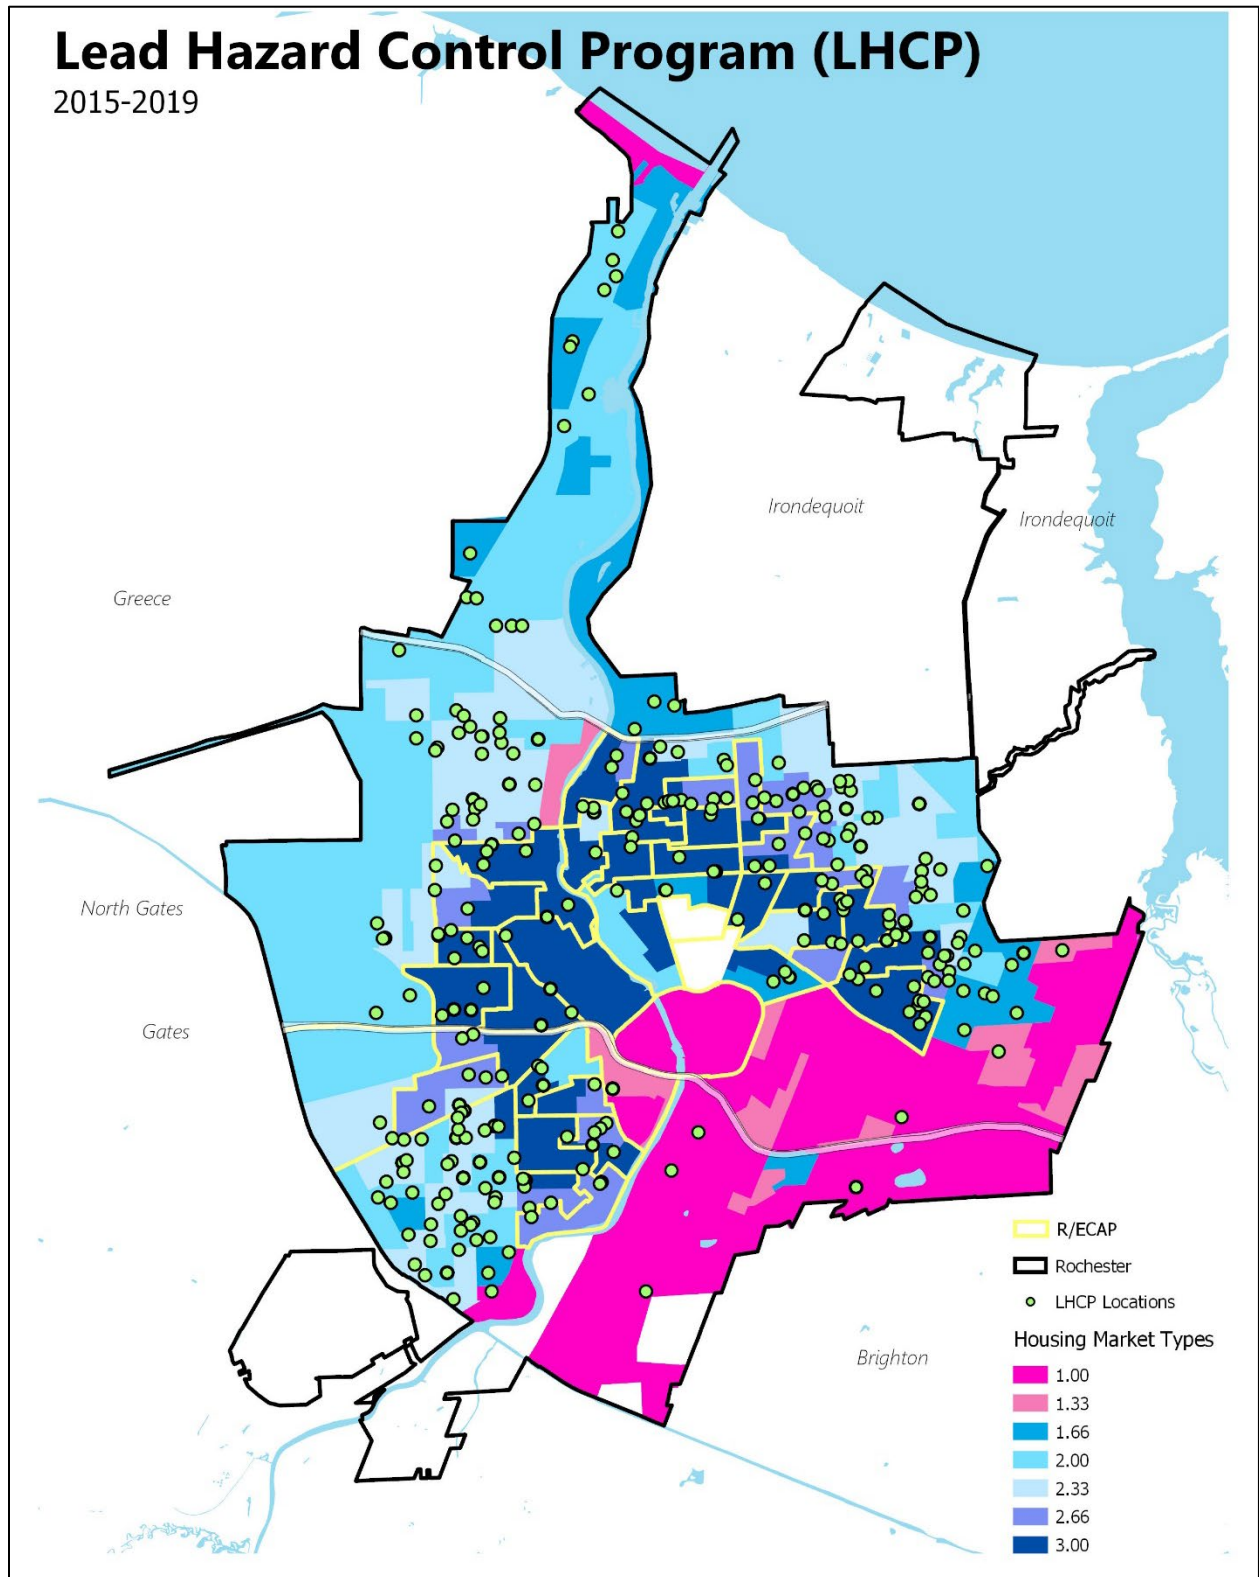 Lead Hazard Control Program (LHCP)
2015-2019
Irondequoit
Irondequoit
Greece
North Gates
Gates
Brighton
R/ECAP
Rochester
LHCP Locations
Housing Market Types
1.00
1.33
1.66
2.00
2.33
2.66
3.00